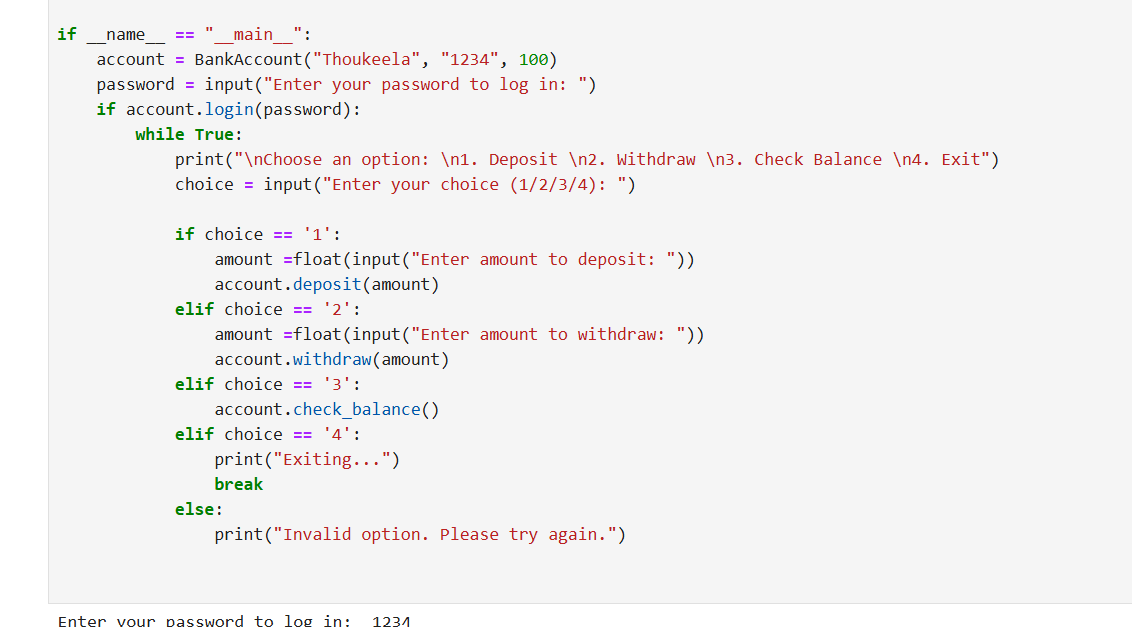 if __name__ == "__main__":
    account = BankAccount("Thoukeela", "1234", 100)
    password = input("Enter your password to log in: ")
    if account.login(password):
        while True:
            print("\nChoose an option: \n1. Deposit \n2. Withdraw \n3. Check Balance \n4. Exit")
            choice = input("Enter your choice (1/2/3/4): ")
            if choice == '1':
                amount =float(input("Enter amount to deposit: "))
                account.deposit(amount)
            elif choice == '2':
                amount =float(input("Enter amount to withdraw: "))
                account.withdraw(amount)
            elif choice == '3':
                account.check_balance()
            elif choice == '4':
                print("Exiting...")
                break
            else:
                print("Invalid option. Please try again.")
Enter your password to log in:  1234